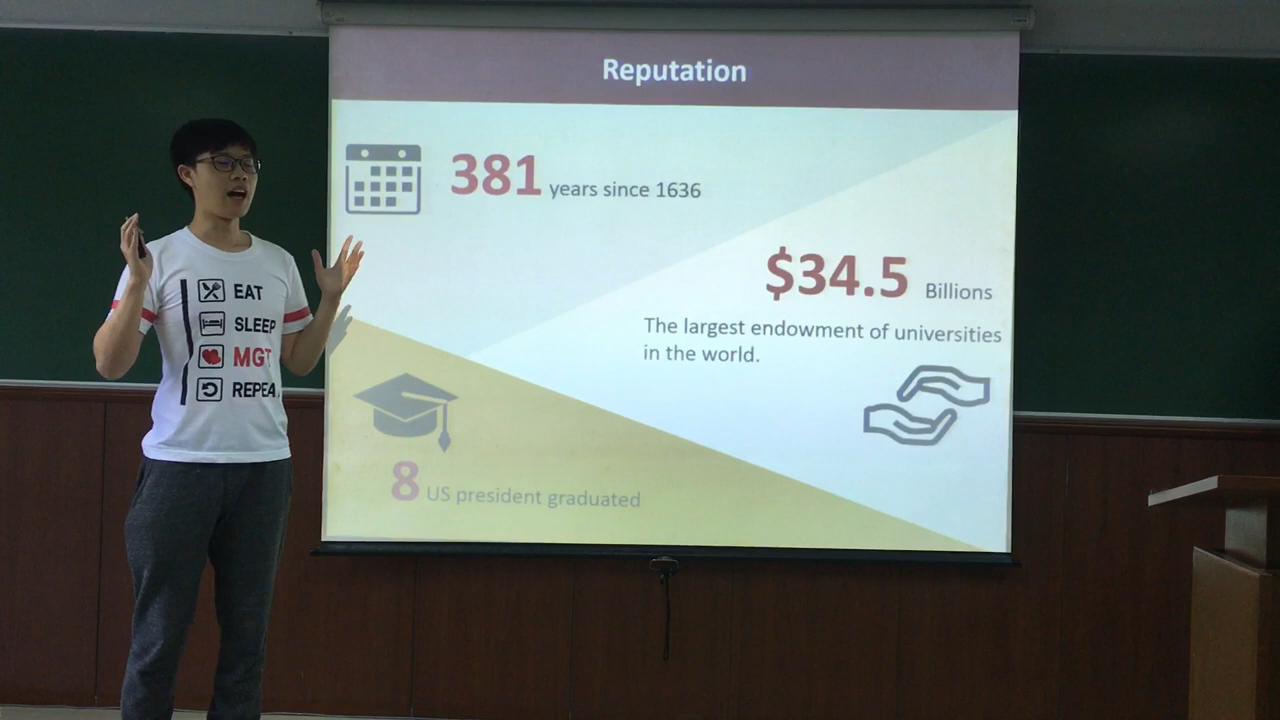 Reputation
381 years since 1636
$34.5 Billions
The largest endowment of universities
in the world.
8 US president graduated
EAT
SLEEP
MGT
REPEA